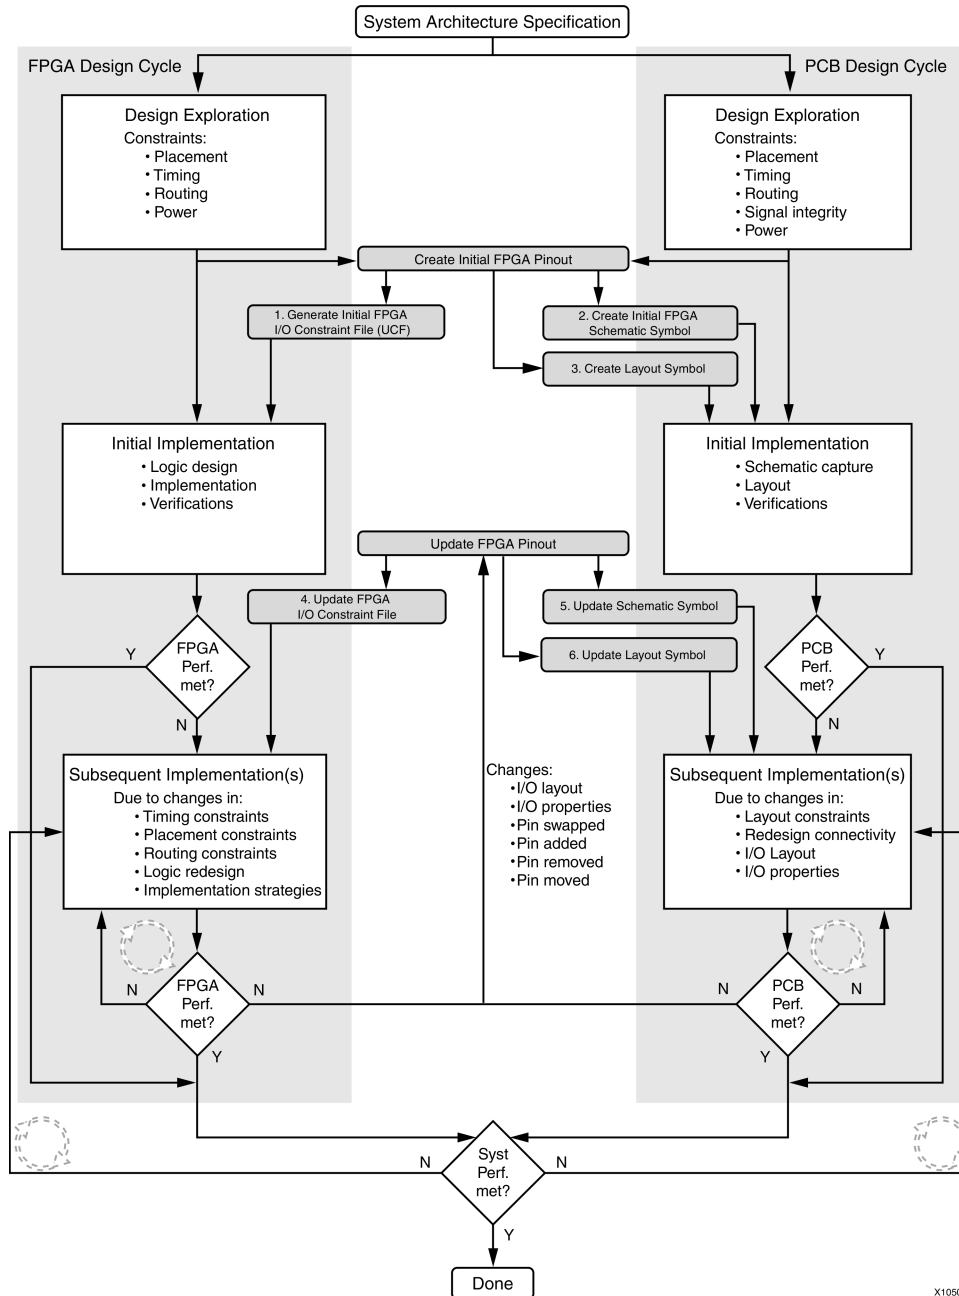 System Architecture Specification
FPGA Design Cycle
PCB Design Cycle
Design Exploration
Constraints:
• Placement
• Timing
• Routing
• Power
Design Exploration
Constraints:
• Placement
• Timing
• Routing
• Signal integrity
• Power
Create Initial FPGA Pinout
1. Generate Initial FPGA
I/O Constraint File (UCF)
2. Create Initial FPGA
Schematic Symbol
3. Create Layout Symbol
Initial Implementation
• Logic design
• Implementation
• Verifications
Initial Implementation
• Schematic capture
• Layout
• Verifications
Update FPGA Pinout
4. Update FPGA
I/O Constraint File
5. Update Schematic Symbol
6. Update Layout Symbol
FPGA
Perf.
met?
Y
N
PCB
Perf.
met?
Y
N
Subsequent Implementation(s)
Due to changes in:
• Timing constraints
• Placement constraints
• Routing constraints
• Logic redesign
• Implementation strategies
Changes:
•I/O layout
•I/O properties
•Pin swapped
•Pin added
•Pin removed
•Pin moved
Subsequent Implementation(s)
Due to changes in:
• Layout constraints
• Redesign connectivity
• I/O Layout
• I/O properties
FPGA
Perf.
met?
N
N
Y
PCB
Perf.
met?
N
N
Y
Syst
Perf.
met?
N
N
Y
Done